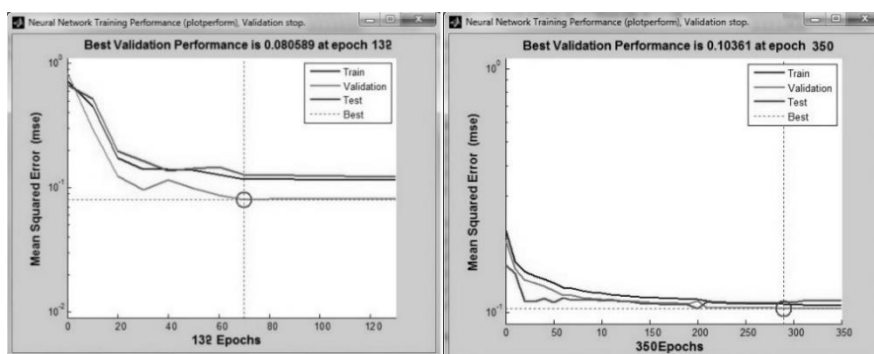 Neural Network Training Performance (plotperform), Validation stop.
Best Validation Performance is 0.080589 at epoch 132
Mean Squared Error (mse)
10^0
10^-1
10^-2
Train
Validation
Test
Best
0 20 40 60 80 100 120
132 Epochs
Neural Network Training Performance (plotperform), Validation stop.
Best Validation Performance is 0.10361 at epoch 350
Mean Squared Error (mse)
10^0
10^-1
Train
Validation
Test
Best
0 50 10 50 200 250 300 350
350Epochs